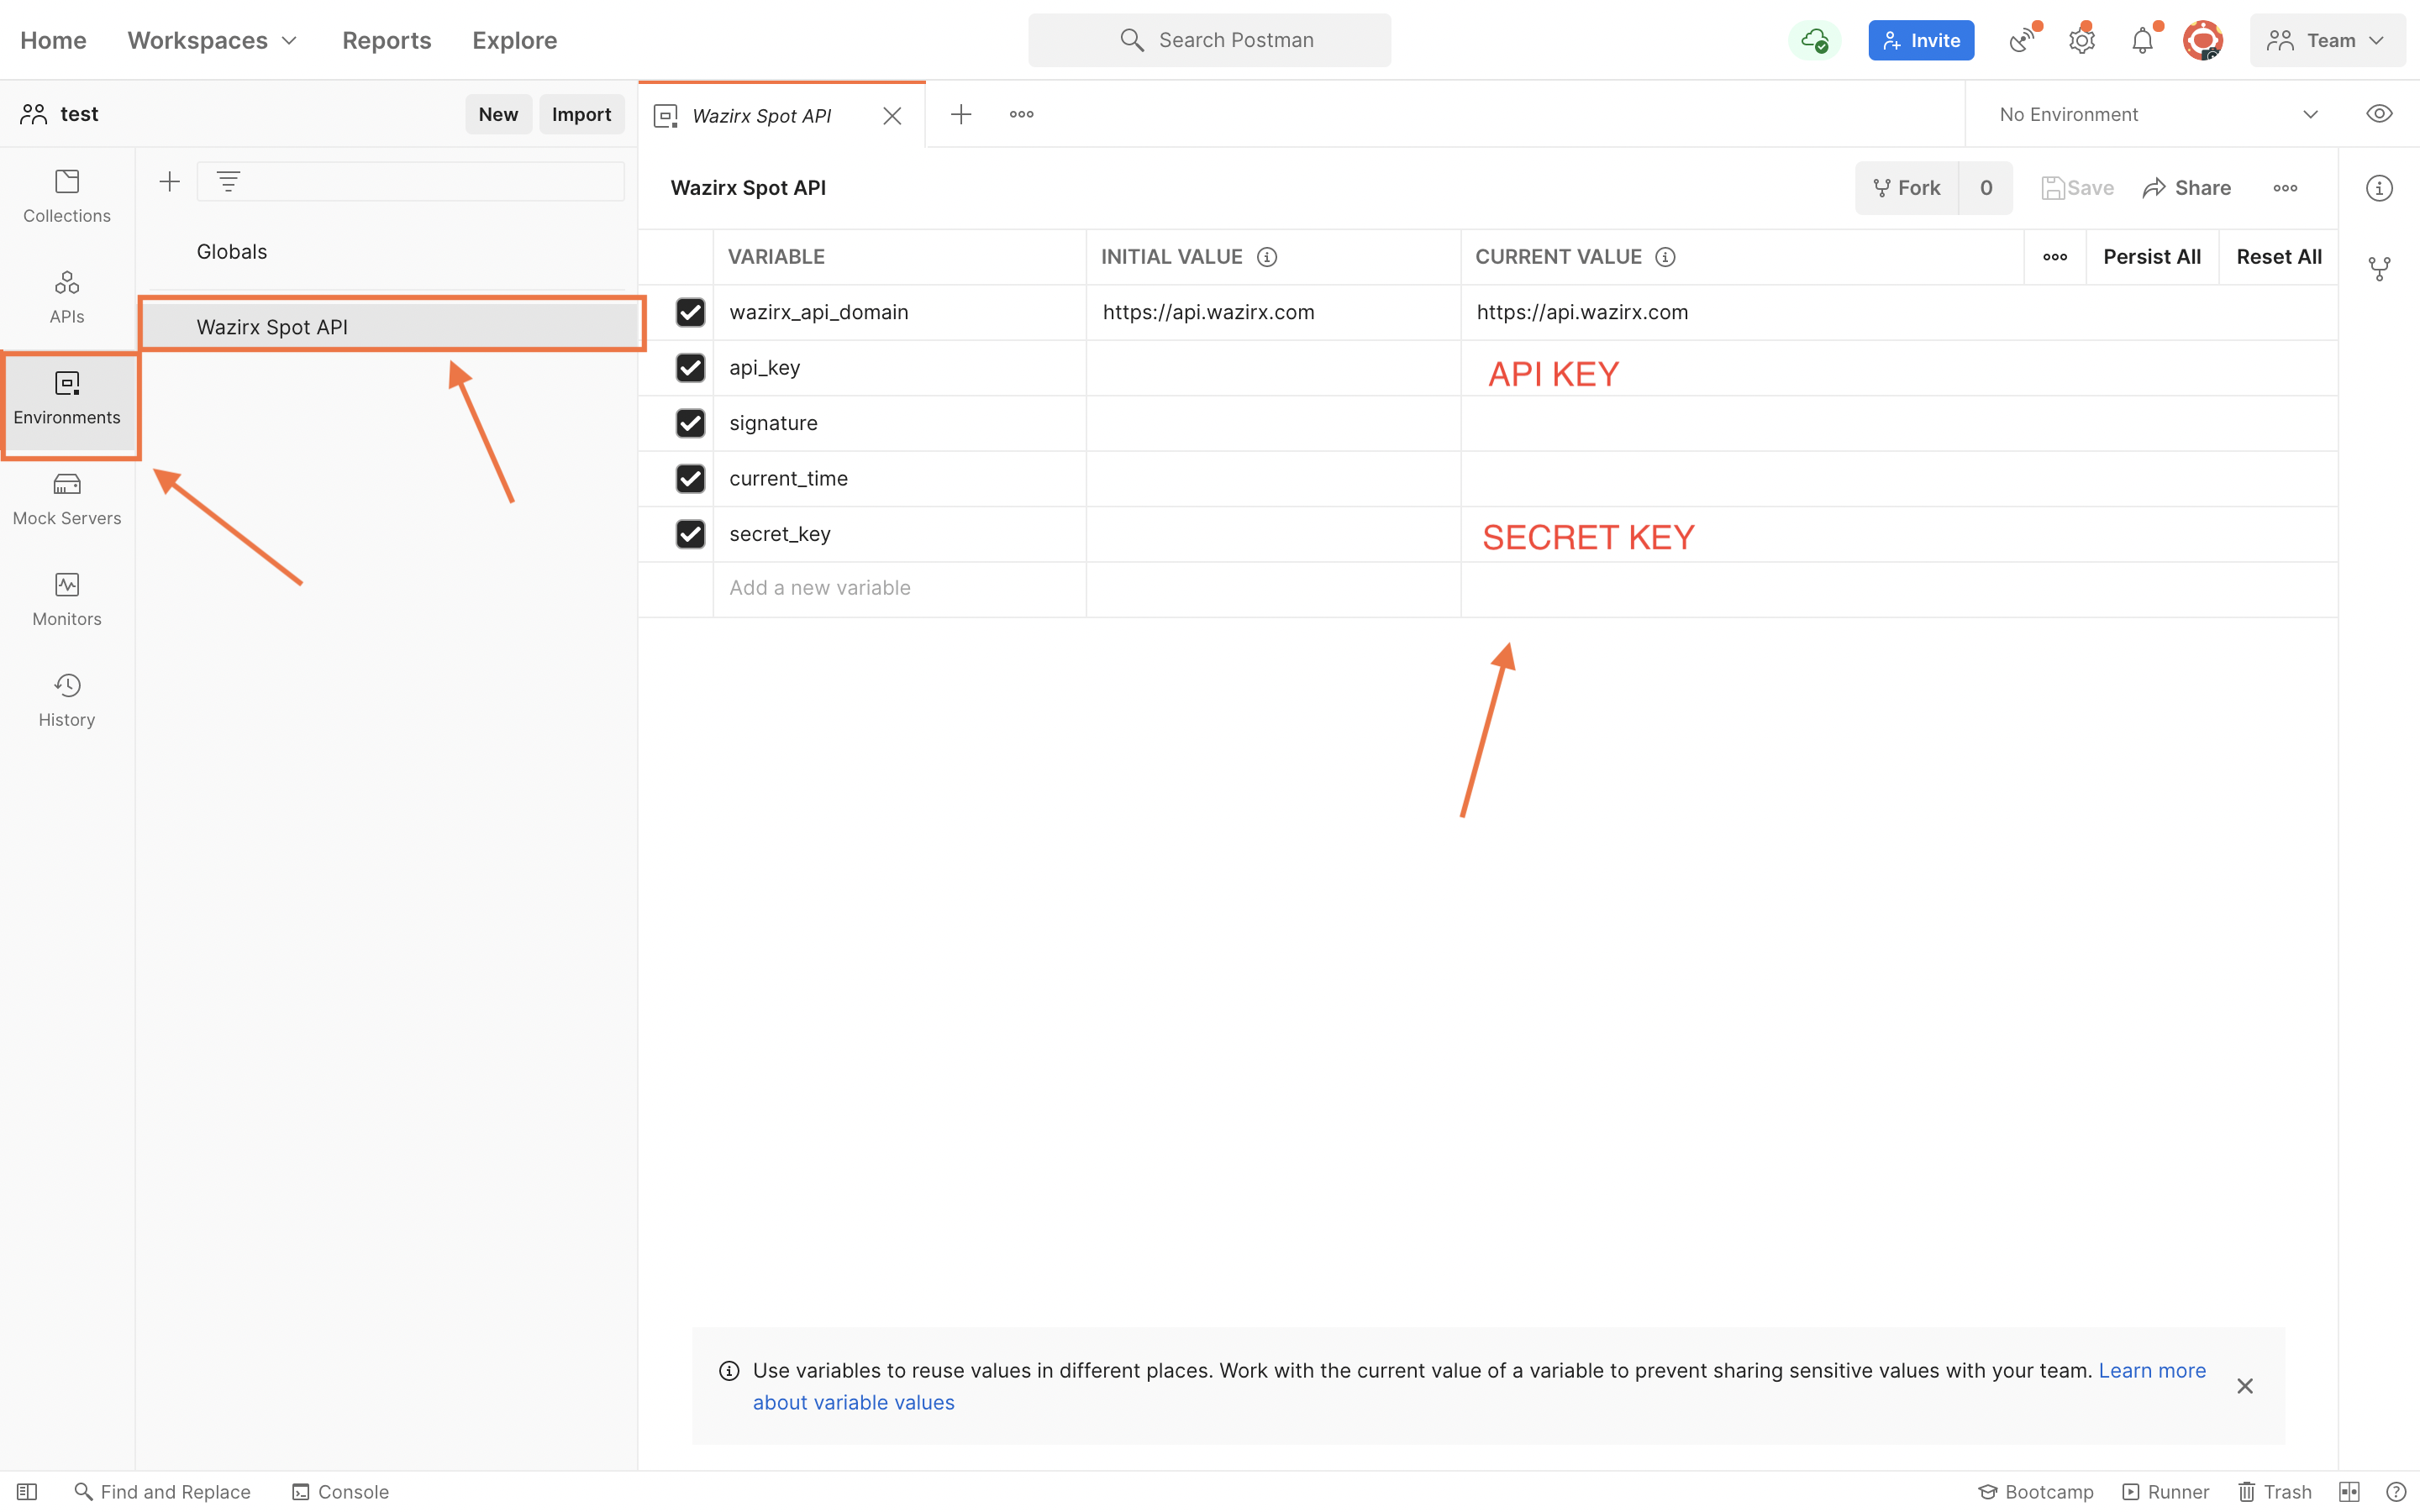 Home Workspaces Reports Explore Search Postman Invite Team
test New Import Wazirx Spot API No Environment
Collections
APIs
Environments
Mock Servers
Monitors
History
Globals
Wazirx Spot API
Wazirx Spot API Fork 0 Save Share
VARIABLE INITIAL VALUE CURRENT VALUE Persist All Reset All
wazirx_api_domain https://api.wazirx.com https://api.wazirx.com
api_key API KEY
signature
current_time
secret_key SECRET KEY
Add a new variable
Use variables to reuse values in different places. Work with the current value of a variable to prevent sharing sensitive values with your team. Learn more
about variable values
Find and Replace Console Bootcamp Runner Trash